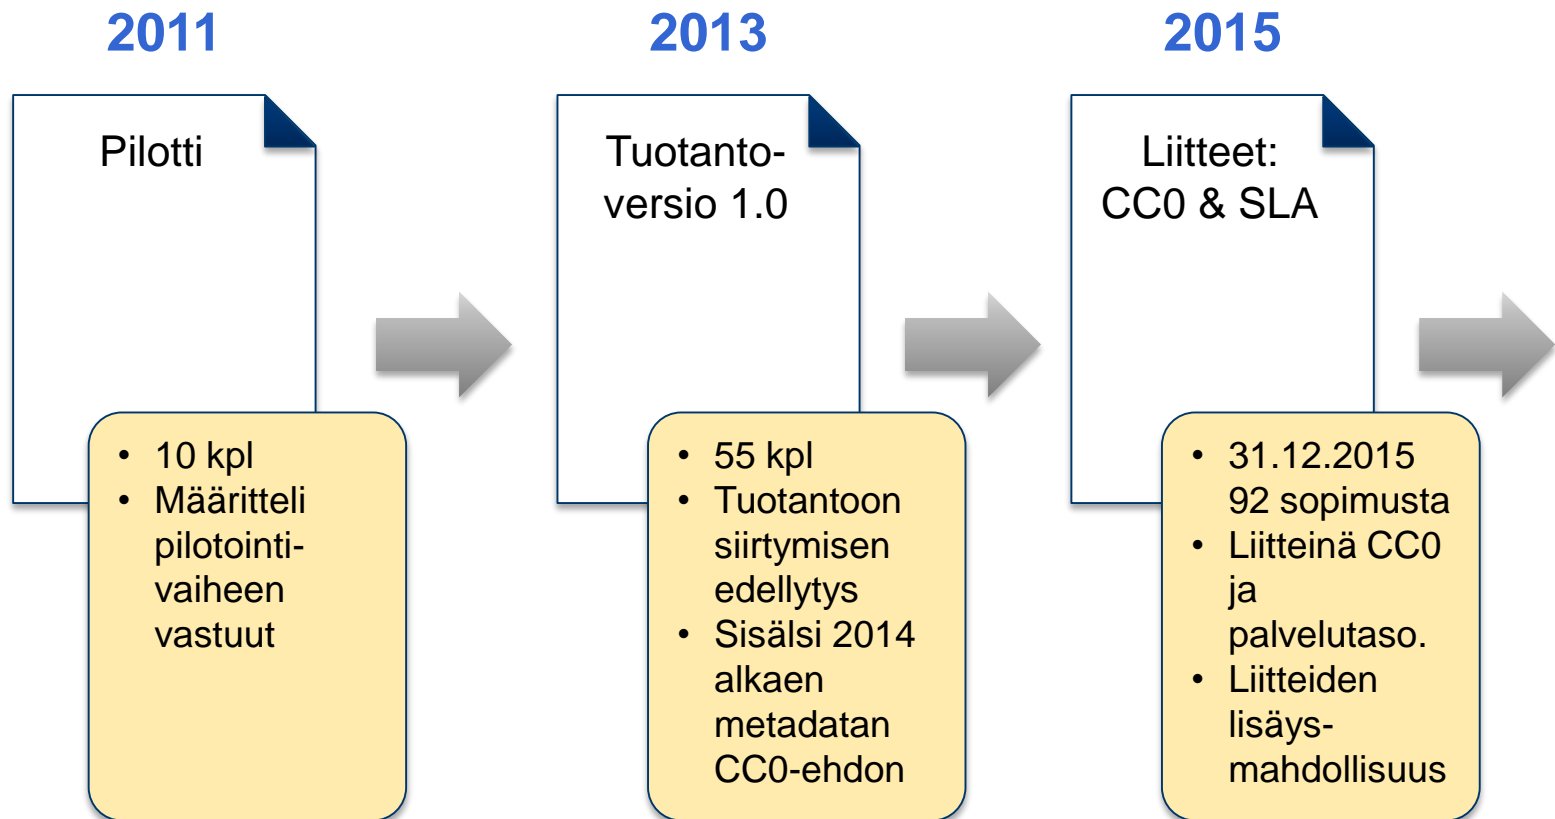 2011
Pilotti
• 10 kpl
• Määritteli
pilotointi-
vaiheen
vastuut
2013
Tuotanto-
versio 1.0
• 55 kpl
• Tuotantoon
siirtymisen
edellytys
• Sisälsi 2014
alkaen
metadatan
CC0-ehdon
2015
Liitteet:
CC0 & SLA
• 31.12.2015
92 sopimusta
• Liitteinä CC0
ja
palvelutaso.
• Liitteiden
lisäys-
mahdollisuus